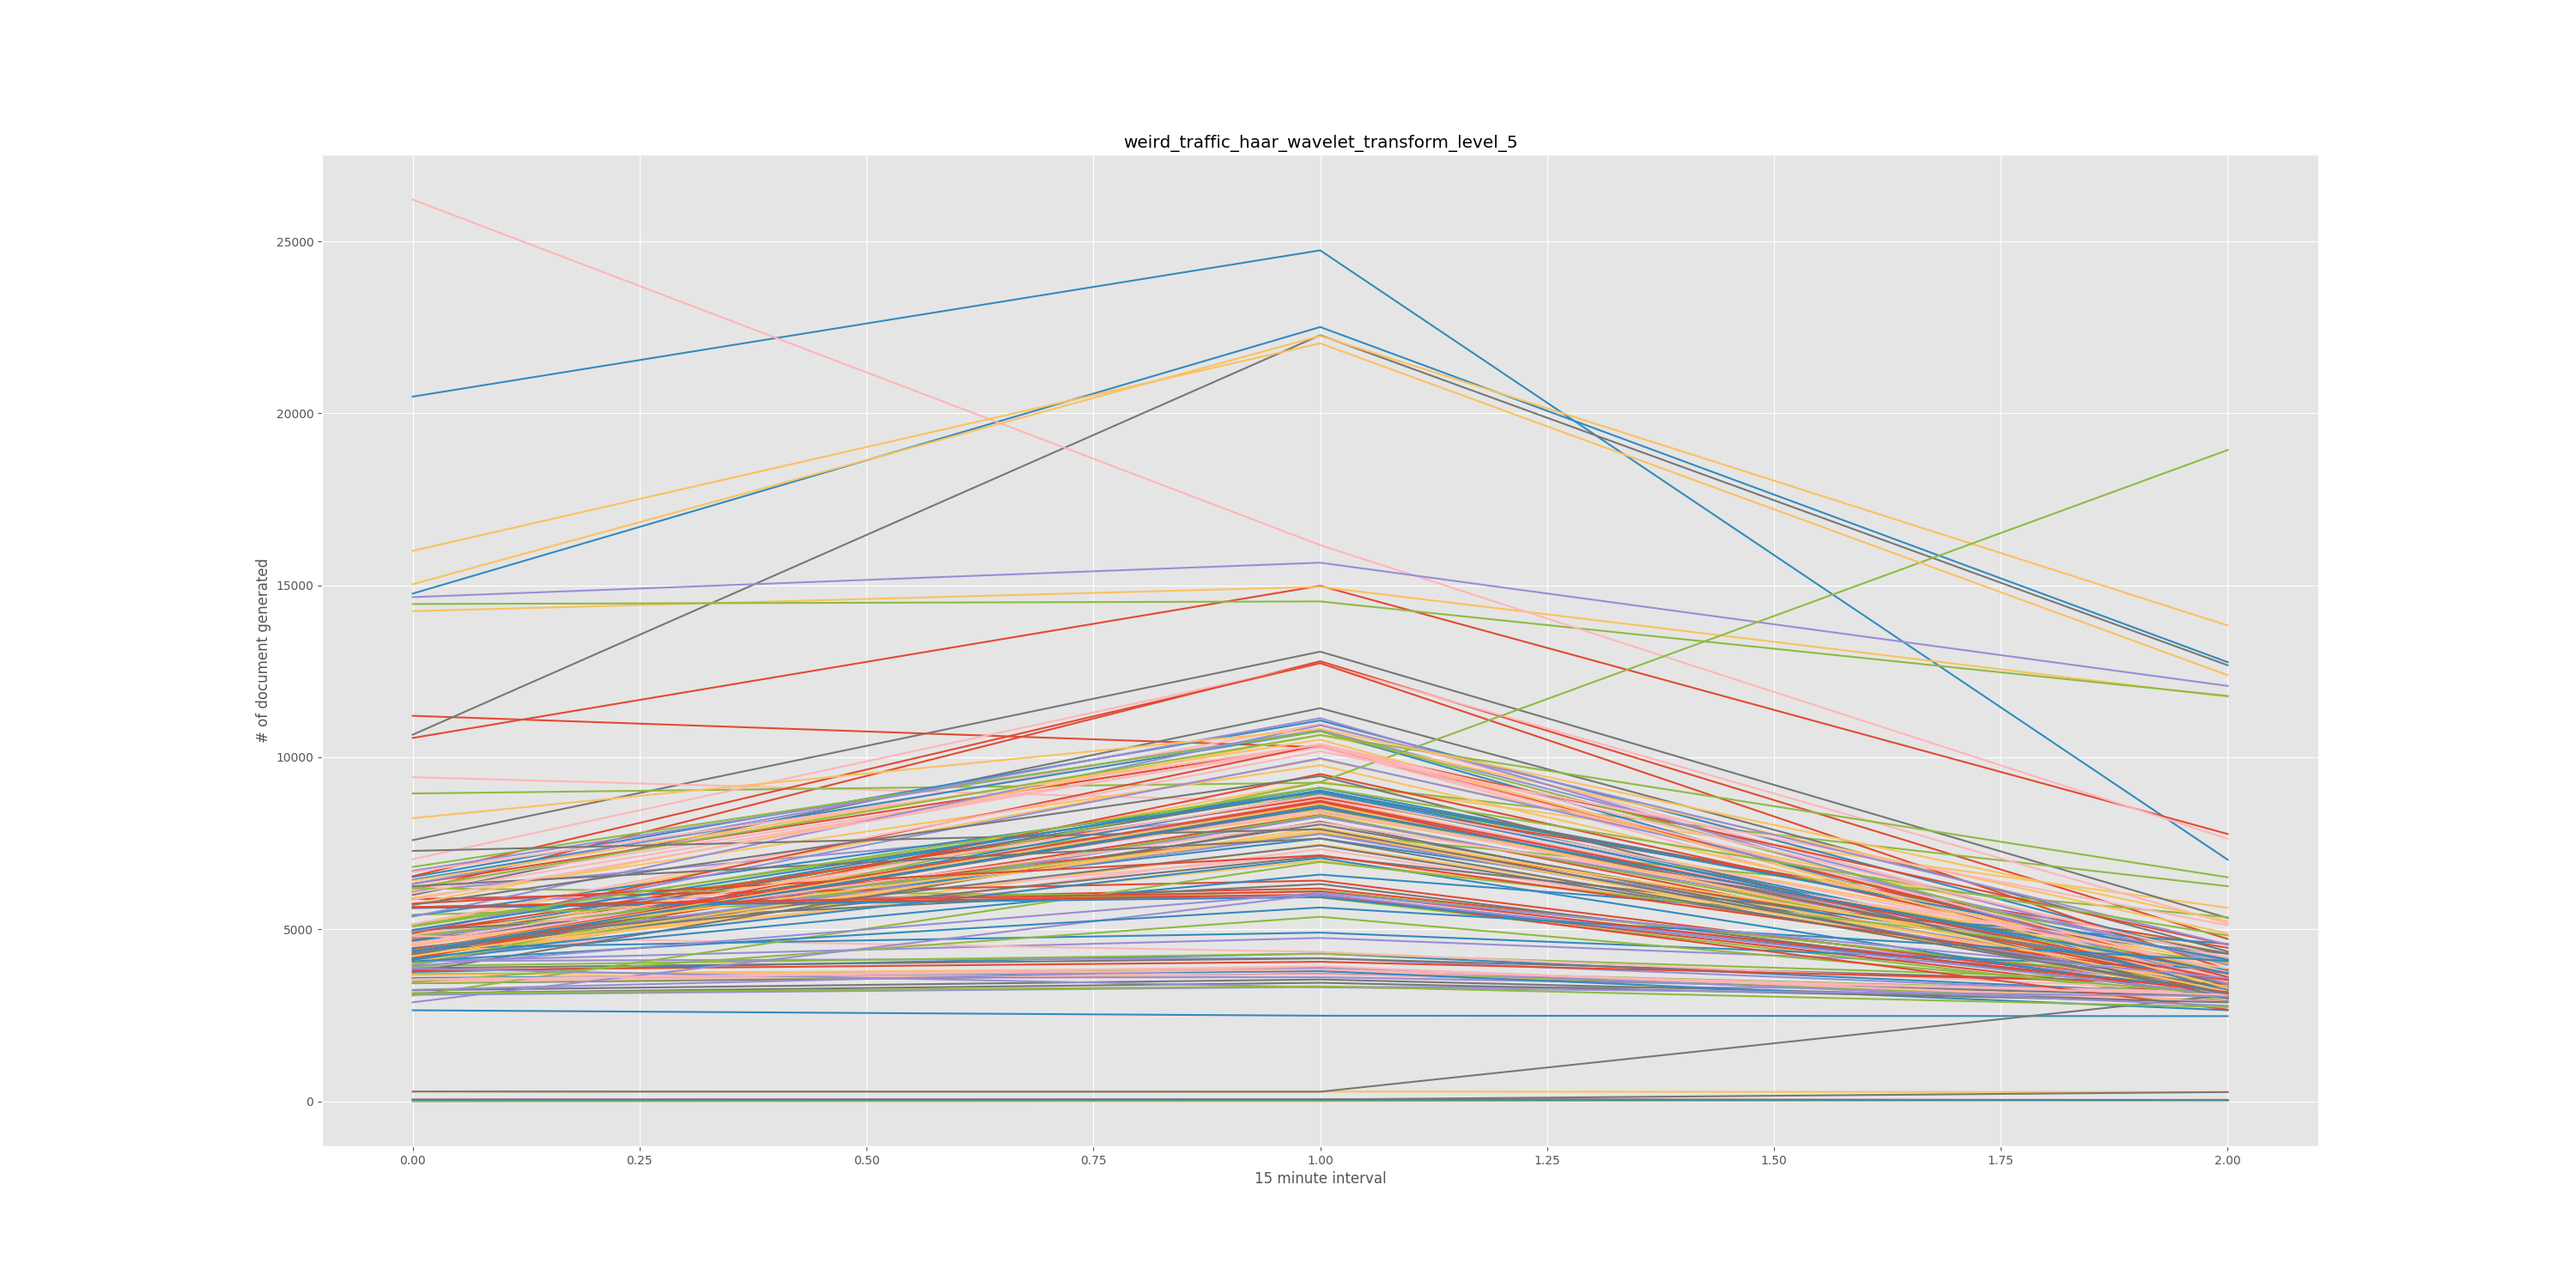 weird_traffic_haar_wavelet_transform_level_5
# of document generated
25000
20000
15000
10000
5000
0
0.00 0.25 0.50 0.75 1.00 1.25 1.50 1.75 2.00
15 minute interval